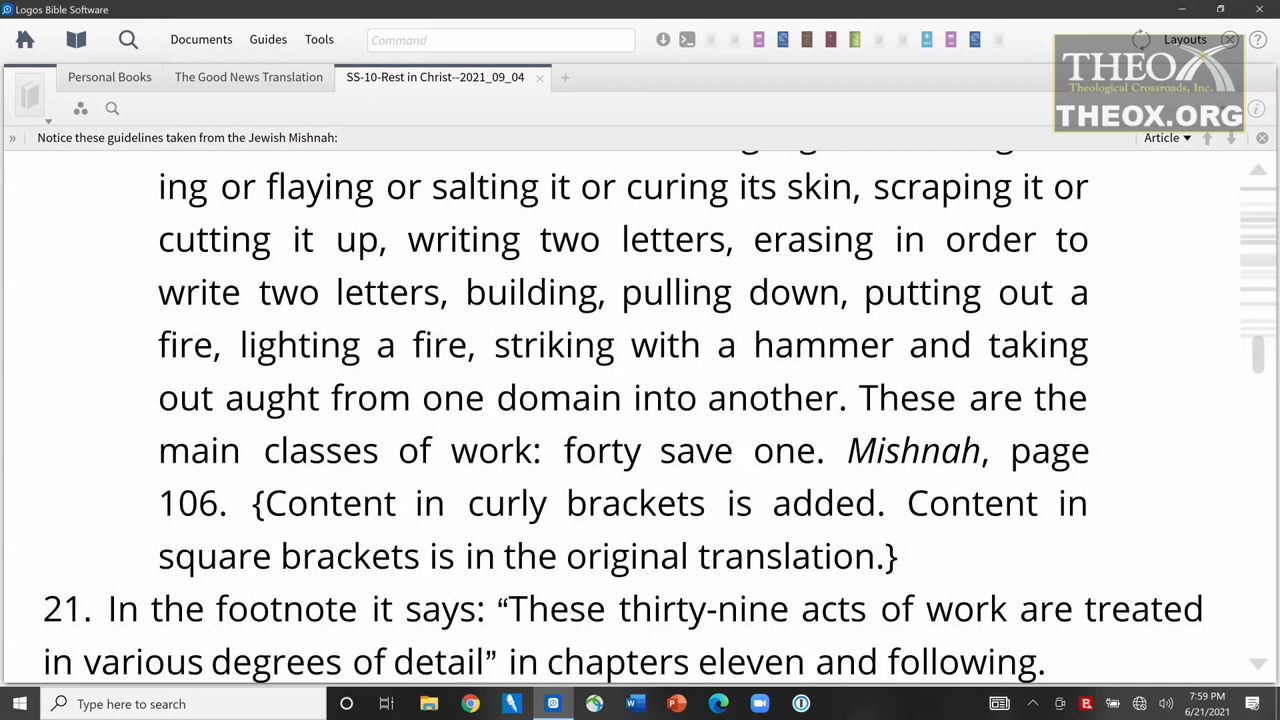 Logos Bible Software
Documents Guides Tools Command Layouts
THEOX
Theological Crossroads, Inc.
THEOX.ORG
Personal Books The Good News Translation SS-10-Rest in Christ--2021_09_04
Notice these guidelines taken from the Jewish Mishnah: Article
ing or flaying or salting it or curing its skin, scraping it or
cutting it up, writing two letters, erasing in order to
write two letters, building, pulling down, putting out a
fire, lighting a fire, striking with a hammer and taking
out aught from one domain into another. These are the
main classes of work: forty save one. Mishnah, page
106. {Content in curly brackets is added. Content in
square brackets is in the original translation.}
21. In the footnote it says: “These thirty-nine acts of work are treated
in various degrees of detail” in chapters eleven and following.
Type here to search
7:59 PM
6/21/2021